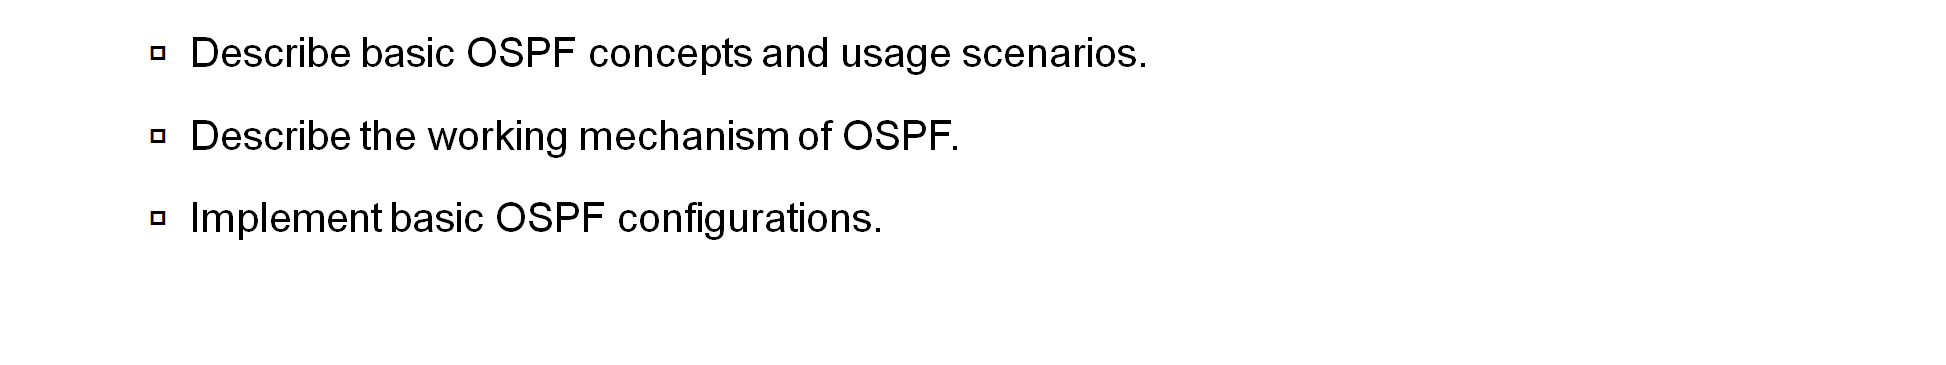 ▫ Describe basic OSPF concepts and usage scenarios.
▫ Describe the working mechanism of OSPF.
▫ Implement basic OSPF configurations.